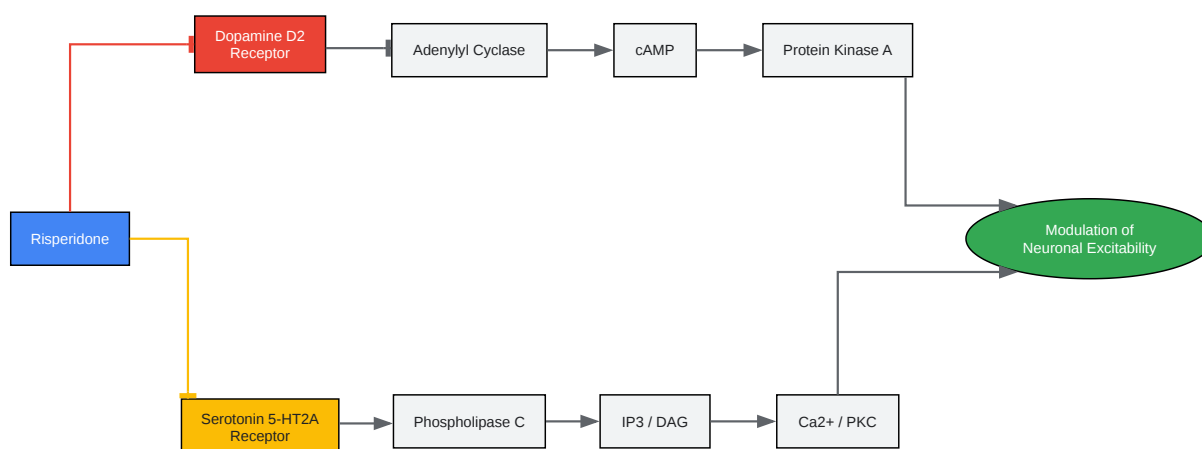 Dopamine D2
Receptor
Adenylyl Cyclase
cAMP
Protein Kinase A
Risperidone
Modulation of
Neuronal Excitability
Serotonin 5-HT2A
Receptor
Phospholipase C
IP3 / DAG
Ca2+ / PKC